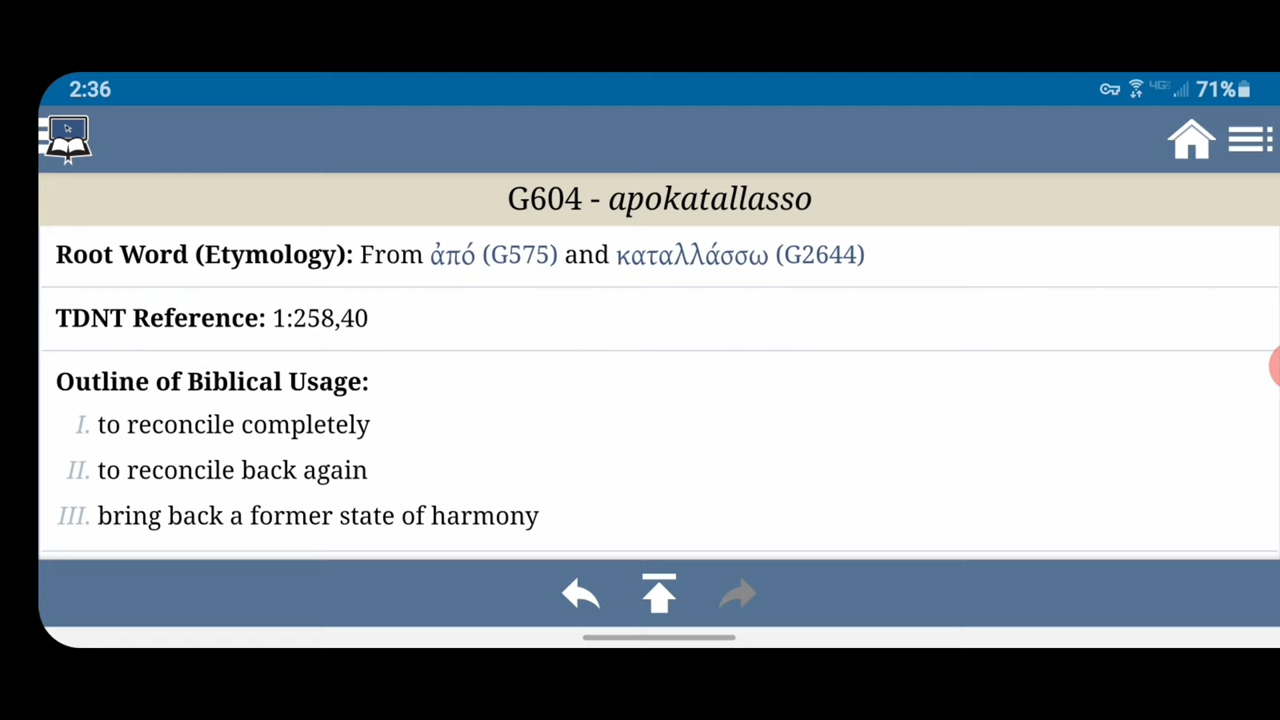 2:36 4GE 71%
G604 - apokatallasso
Root Word (Etymology): From ἀπό (G575) and καταλλάσσω (G2644)
TDNT Reference: 1:258,40
Outline of Biblical Usage:
I. to reconcile completely
II. to reconcile back again
III. bring back a former state of harmony